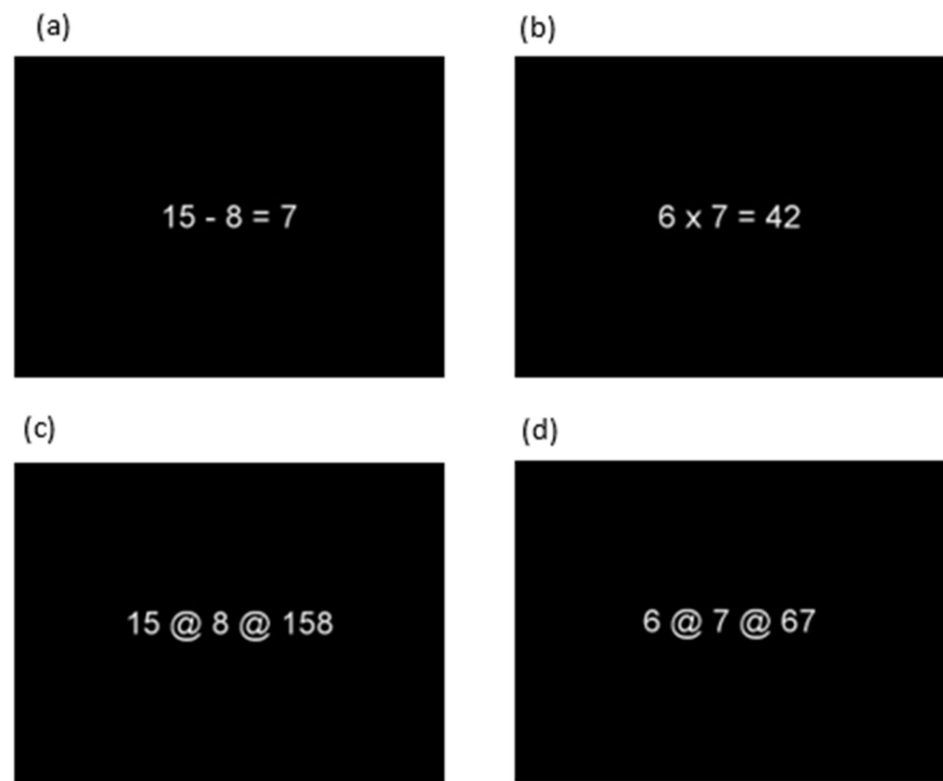 (a)
(b)
15 - 8 = 7
6 x 7 = 42
(c)
(d)
15 @ 8 @ 158
6 @ 7 @ 67